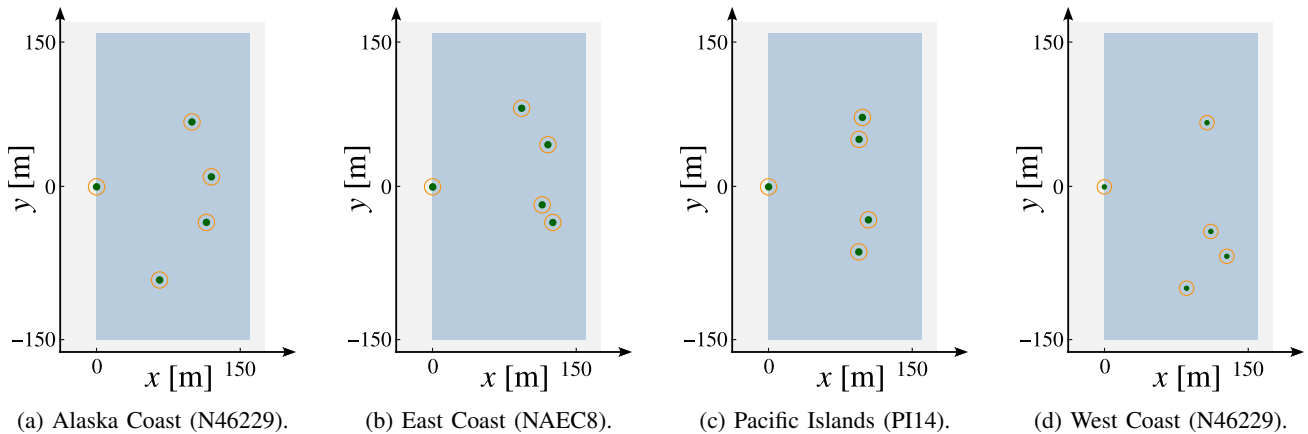 150
0
−150
y [m]
0
150
x [m]
(a) Alaska Coast (N46229).
150
0
−150
y [m]
0
150
x [m]
(b) East Coast (NAEC8).
150
0
−150
y [m]
0
150
x [m]
(c) Pacific Islands (PI14).
150
0
−150
y [m]
0
150
x [m]
(d) West Coast (N46229).